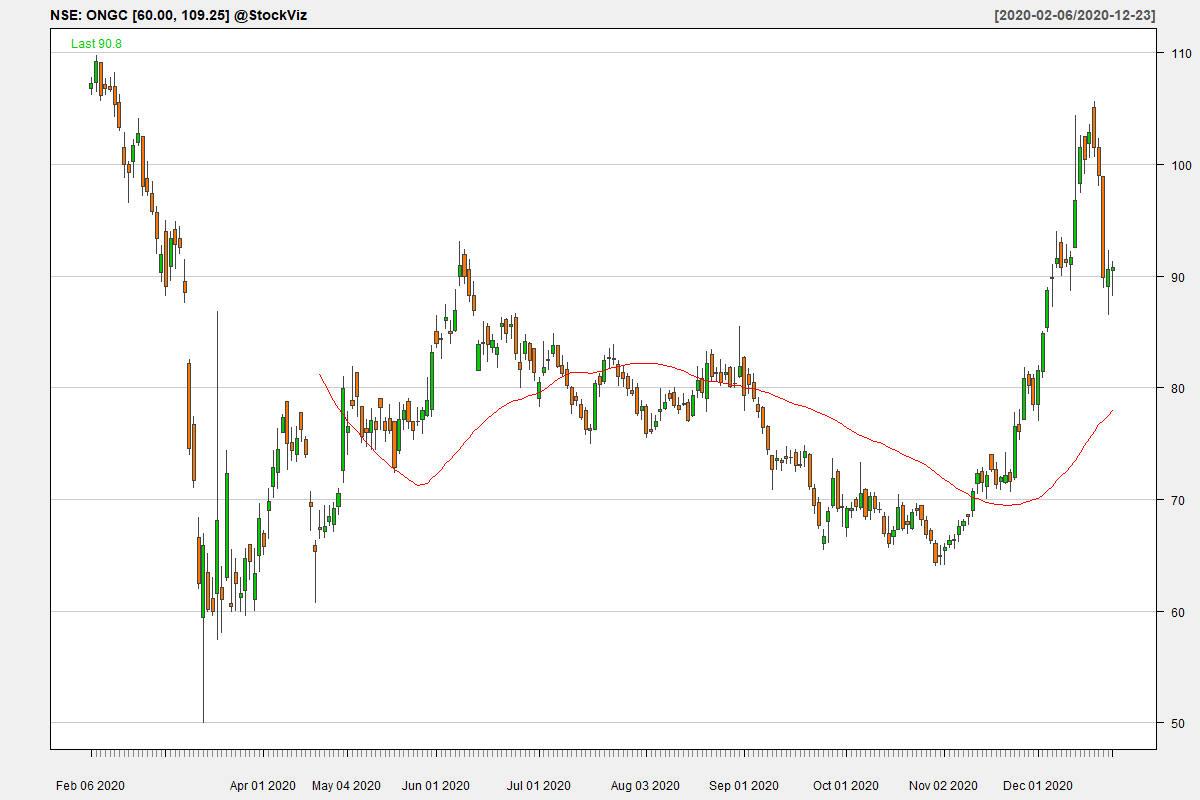 NSE: ONGC [60.00, 109.25] @StockViz
[2020-02-06/2020-12-23]
Last 90.8
110
100
90
80
70
60
50
Feb 06 2020 Apr 01 2020 May 04 2020 Jun 01 2020 Jul 01 2020 Aug 03 2020 Sep 01 2020 Oct 01 2020 Nov 02 2020 Dec 01 2020